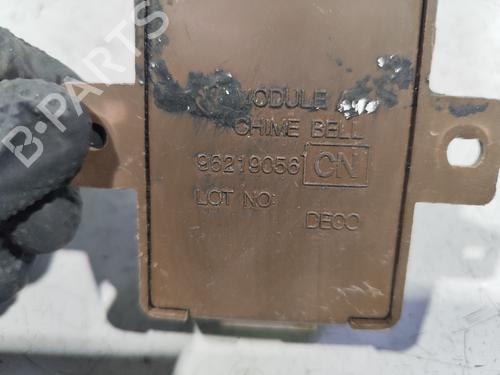 MODULE
CHIME BELL
96219056 CN
LOT NO:
DECO
B-PARTS